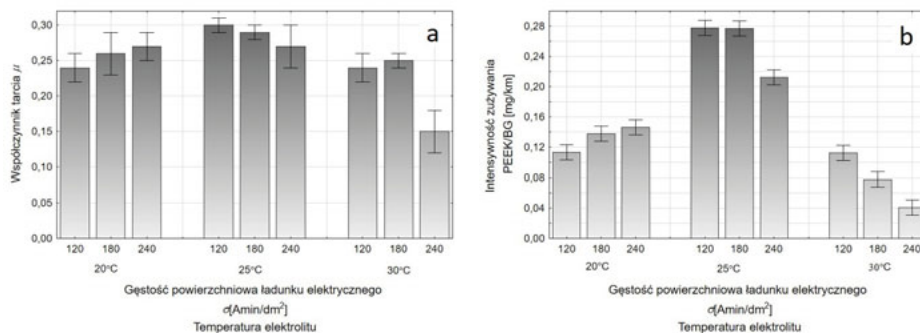 a
Współczynnik tarcia μ
0,30
0,25
0,20
0,15
0,10
0,05
0,00
120 180 240 120 180 240 120 180 240
20°C 25°C 30°C
Gęstość powierzchniowa ładunku elektrycznego
σ[Amin/dm²]
Temperatura elektrolitu
b
Intensywność zużywania
PEEK/BG [mg/km]
0,28
0,24
0,20
0,16
0,12
0,08
0,04
0,00
120 180 240 120 180 240 120 180 240
20°C 25°C 30°C
Gęstość powierzchniowa ładunku elektrycznego
σ[Amin/dm²]
Temperatura elektrolitu